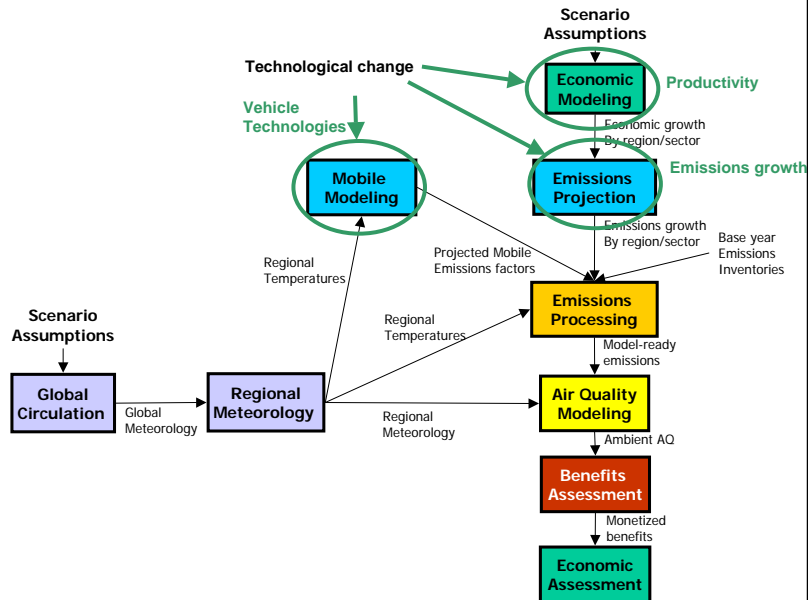 Scenario
Assumptions
Technological change
Economic
Modeling
Productivity
Vehicle
Technologies
Economic growth
By region/sector
Mobile
Modeling
Emissions
Projection
Emissions growth
Emissions growth
By region/sector
Regional
Temperatures
Projected Mobile
Emissions factors
Base year
Emissions
Inventories
Scenario
Assumptions
Regional
Temperatures
Emissions
Processing
Model-ready
emissions
Global
Circulation
Global
Meteorology
Regional
Meteorology
Regional
Meteorology
Air Quality
Modeling
Ambient AQ
Benefits
Assessment
Monetized
benefits
Economic
Assessment